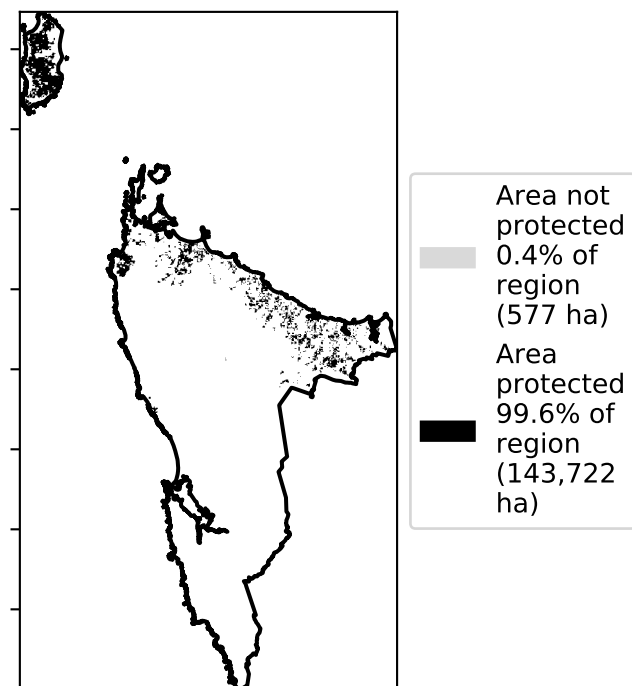 Area not
protected
0.4% of
region
(577 ha)
Area
protected
99.6% of
region
(143,722
ha)